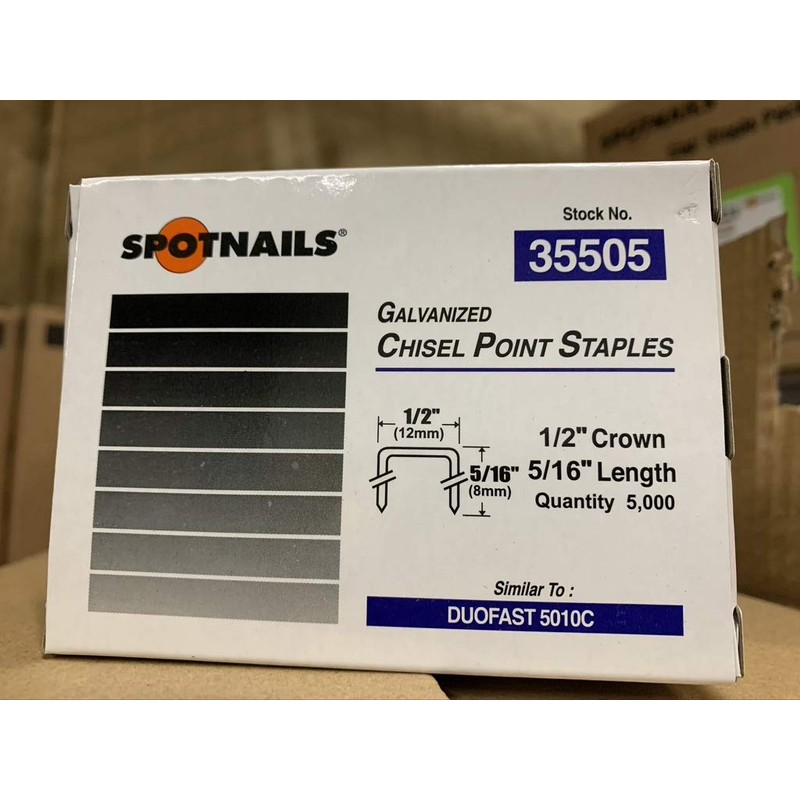 SPOTNAILS
SPOTNAILS®
Stock No.
35505
GALVANIZED
CHISEL POINT STAPLES
1/2"
(12mm)
5/16"
(8mm)
1/2" Crown
5/16" Length
Quantity 5,000
Similar To :
DUOFAST 5010C